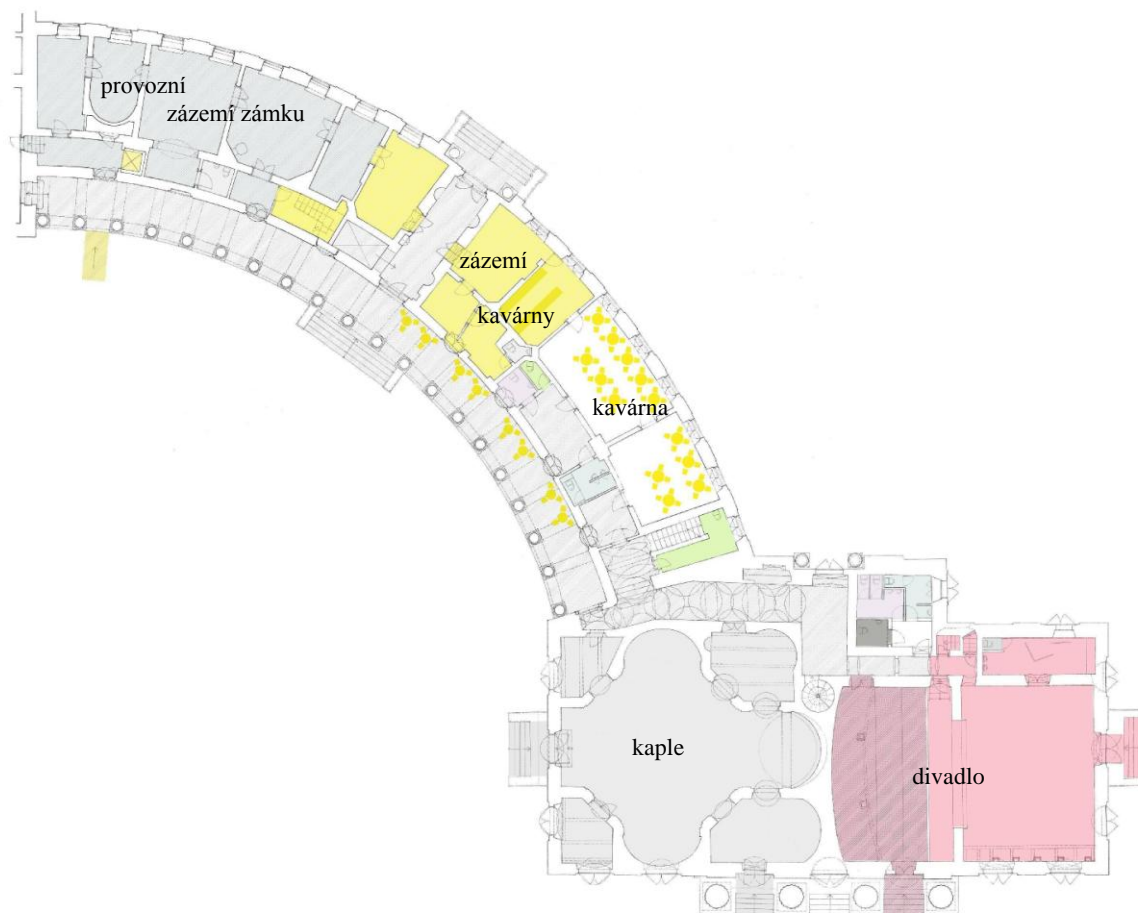 provozní
zázemí zámku
zázemí
kavárny
kavárna
kaple
divadlo